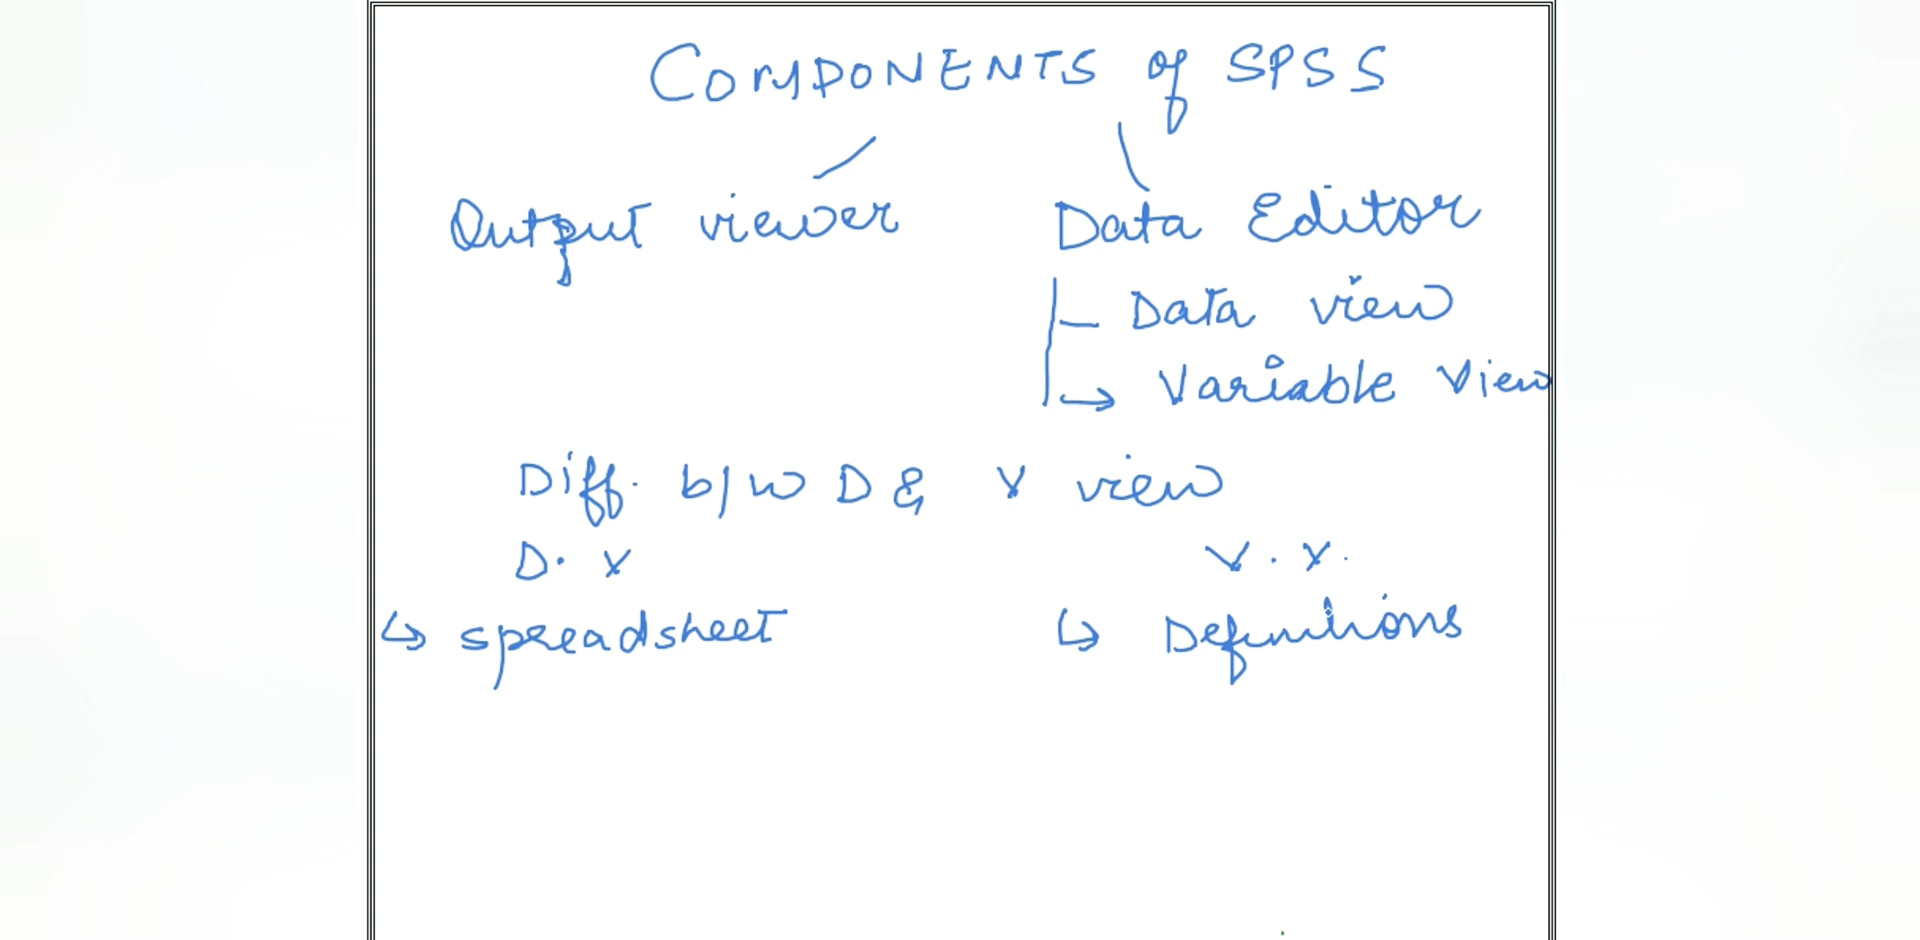 COMPONENTS of SPSS
Output viewer Data Editor
Data view
Variable View
Diff. b/w D & V view
D. V V. V.
spreadsheet Definitions